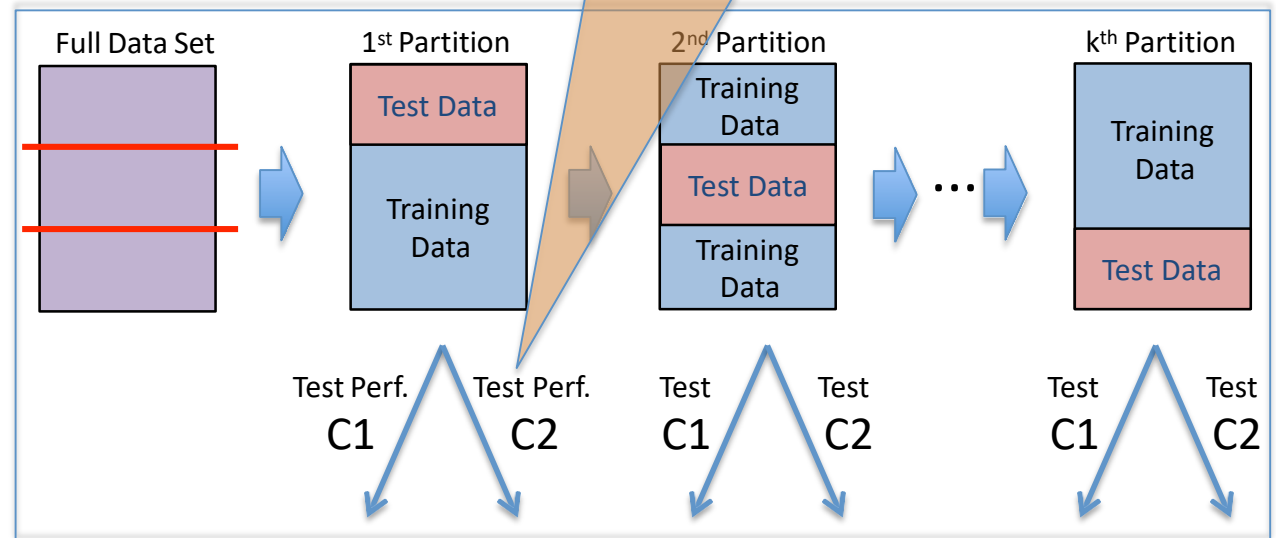 Full Data Set
1st Partition
2nd Partition
kth Partition
Test Data
Training
Data
Training
Data
Test Data
Training
Data
...
Training
Data
Test Data
Test Perf.
C1
Test Perf.
C2
Test
C1
Test
C2
Test
C1
Test
C2